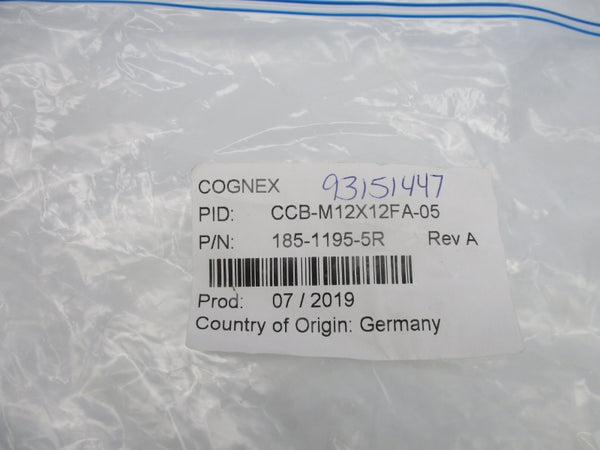 COGNEX 93151447
PID: CCB-M12X12FA-05
P/N: 185-1195-5R Rev A
Prod: 07 / 2019
Country of Origin: Germany